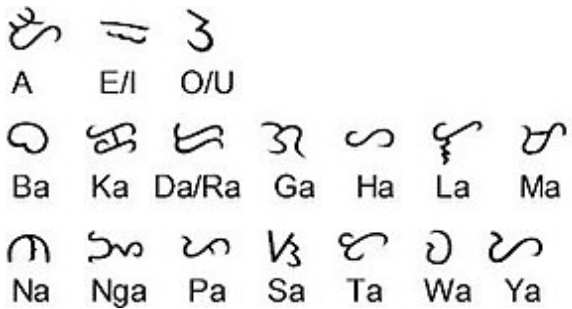 ᜀ ᜁ ᜂ
A E/I O/U
ᜊ ᜃ ᜇ ᜄ ᜑ ᜎ ᜋ
Ba Ka Da/Ra Ga Ha La Ma
ᜈ ᜅ ᜉ ᜐ ᜆ ᜏ ᜌ
Na Nga Pa Sa Ta Wa Ya